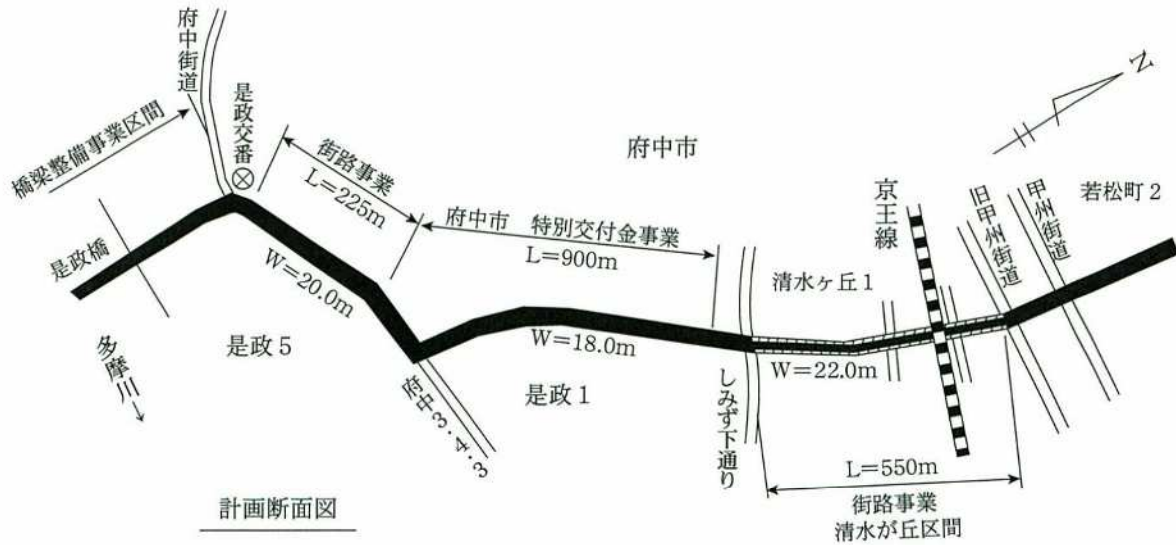 府中街道
是政交番
橋梁整備事業区間
街路事業
L=225m
府中市
N
府中市 特別交付金事業
L=900m
京王線
旧甲州街道
甲州街道
若松町2
是政橋
W=20.0m
清水ヶ丘1
多摩川→
是政5
W=18.0m
W=22.0m
是政1
府中3・4・3
しみず下通り
L=550m
街路事業
清水が丘区間
計画断面図